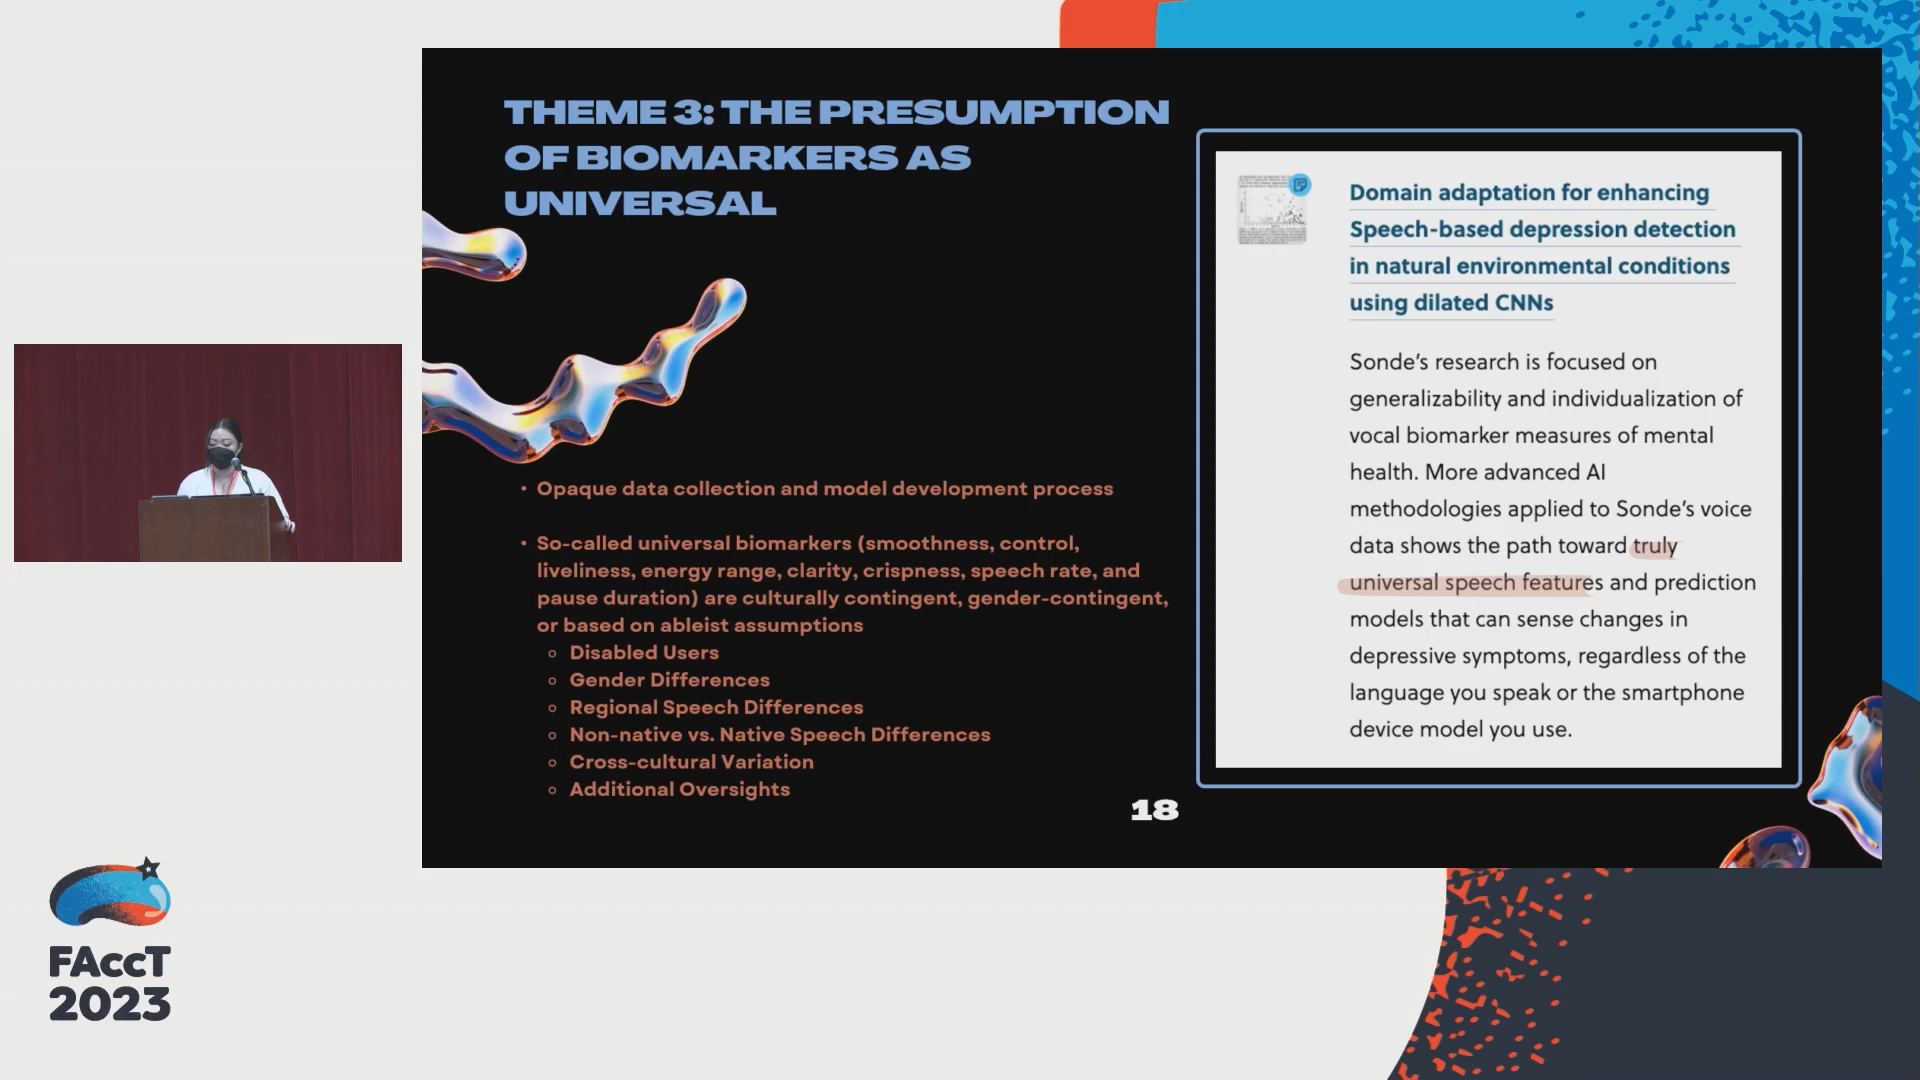 THEME 3: THE PRESUMPTION
OF BIOMARKERS AS
UNIVERSAL
• Opaque data collection and model development process
• So-called universal biomarkers (smoothness, control,
liveliness, energy range, clarity, crispness, speech rate, and
pause duration) are culturally contingent, gender-contingent,
or based on ableist assumptions
◦ Disabled Users
◦ Gender Differences
◦ Regional Speech Differences
◦ Non-native vs. Native Speech Differences
◦ Cross-cultural Variation
◦ Additional Oversights
18
Domain adaptation for enhancing
Speech-based depression detection
in natural environmental conditions
using dilated CNNs
Sonde’s research is focused on
generalizability and individualization of
vocal biomarker measures of mental
health. More advanced AI
methodologies applied to Sonde’s voice
data shows the path toward truly
universal speech features and prediction
models that can sense changes in
depressive symptoms, regardless of the
language you speak or the smartphone
device model you use.
FAccT
2023